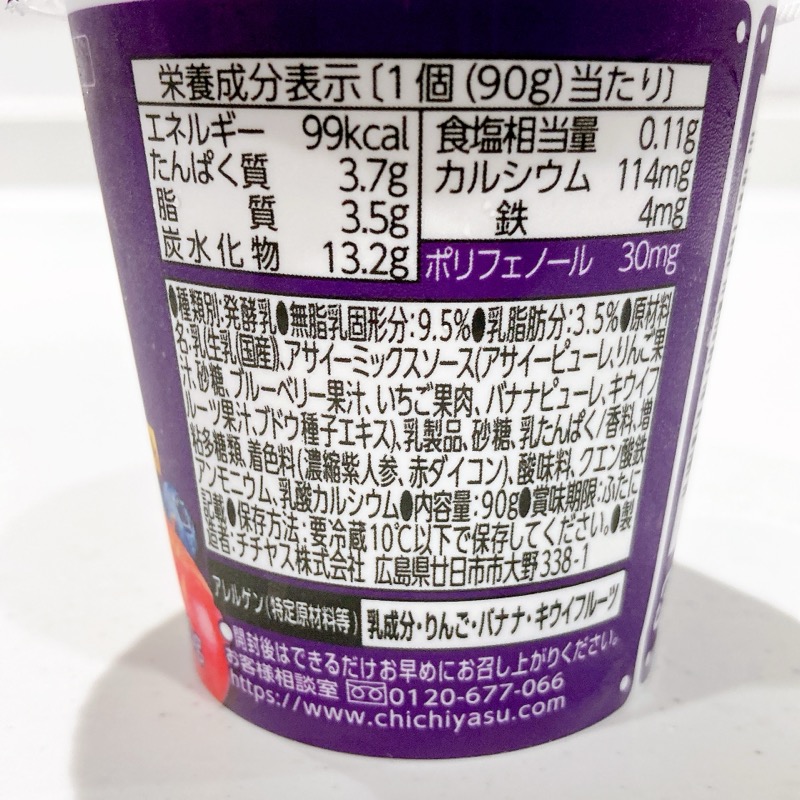 栄養成分表示〔1個(90g)当たり〕
エネルギー 99kcal
たんぱく質 3.7g
脂質 3.5g
炭水化物 13.2g
食塩相当量 0.11g
カルシウム 114mg
鉄 4mg
ポリフェノール 30mg
●種類別:発酵乳●無脂乳固形分:9.5%●乳脂肪分:3.5%●原材料
名:乳(生乳(国産))、アサイーミックスソース(アサイーピューレ、りんご果
汁、砂糖、ブルーベリー果汁、いちご果肉、バナナピューレ、キウイフ
ルーツ果汁、ブドウ種子エキス)、乳製品、砂糖、乳たんぱく/香料、増
粘多糖類、着色料(濃縮紫人参、赤ダイコン)、酸味料、クエン酸鉄
アンモニウム、乳酸カルシウム●内容量:90g●賞味期限:ふたに
記載●保存方法:要冷蔵10℃以下で保存してください。●製
造者:チチヤス株式会社 広島県廿日市市大野338-1
アレルゲン(特定原材料等) 乳成分・りんご・バナナ・キウイフルーツ
●開封後はできるだけお早めにお召し上がりください。
お客様相談室 0120-677-066
https://www.chichiyasu.com